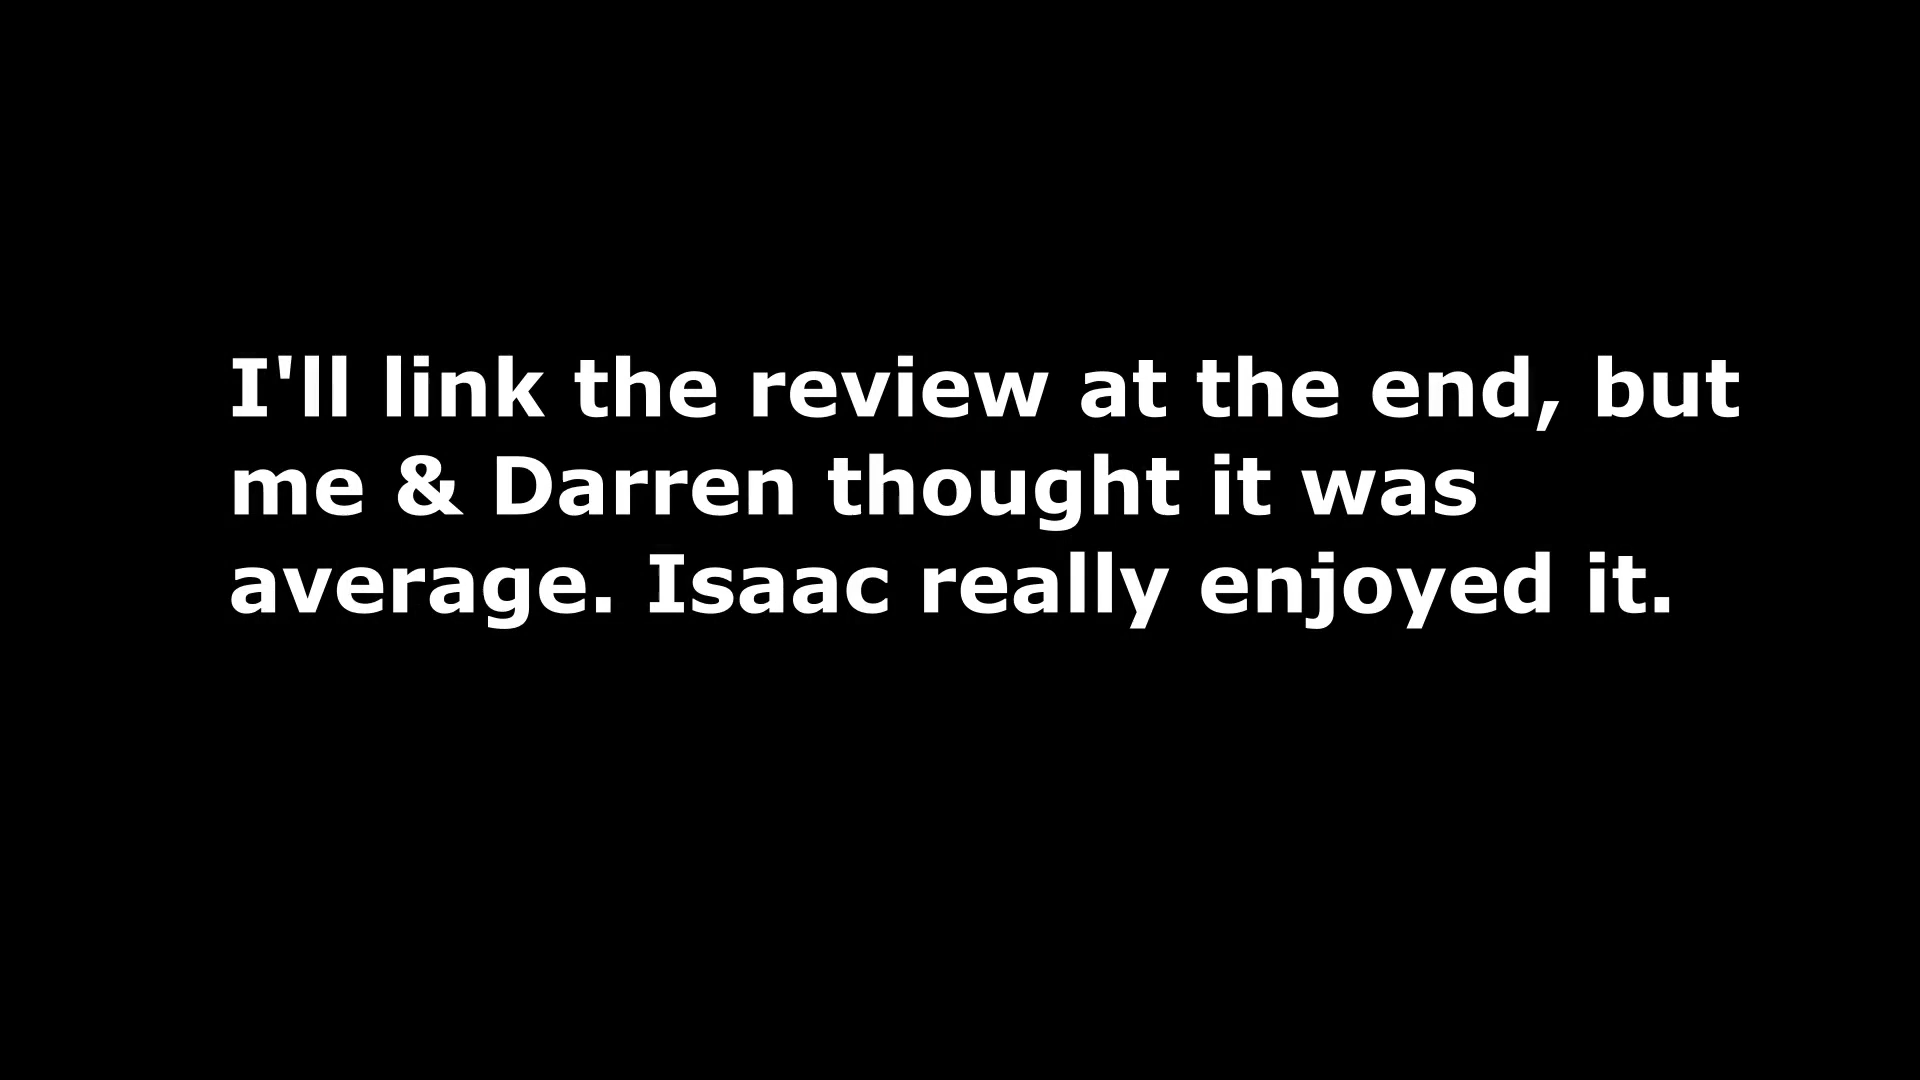 I'll link the review at the end, but
me & Darren thought it was
average. Isaac really enjoyed it.